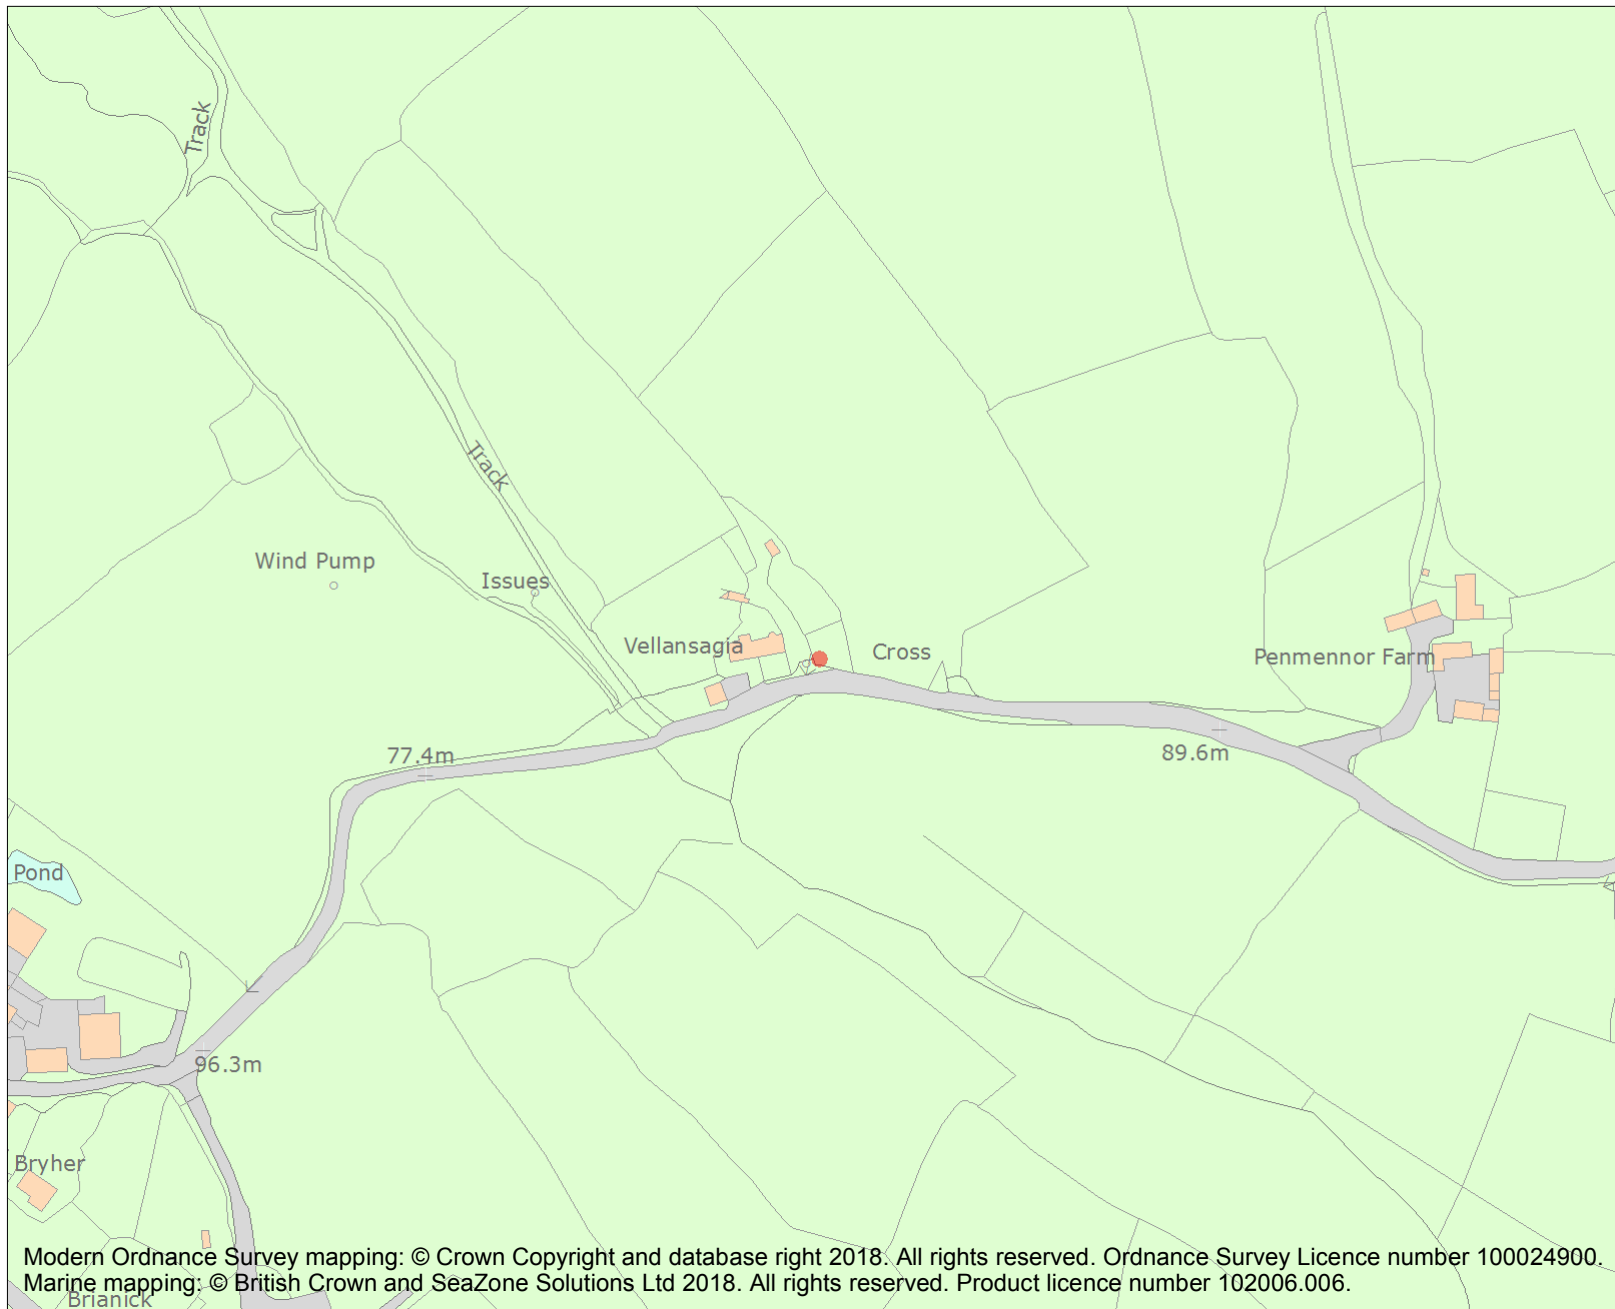 Track
Track
Wind Pump
Issues
Vellansagia
Cross
Penmennor Farm
77.4m
89.6m
Pond
96.3m
Bryher
Modern Ordnance Survey mapping: © Crown Copyright and database right 2018. All rights reserved. Ordnance Survey Licence number 100024900.
Marine mapping: © British Crown and SeaZone Solutions Ltd 2018. All rights reserved. Product licence number 102006.006.
Brianick